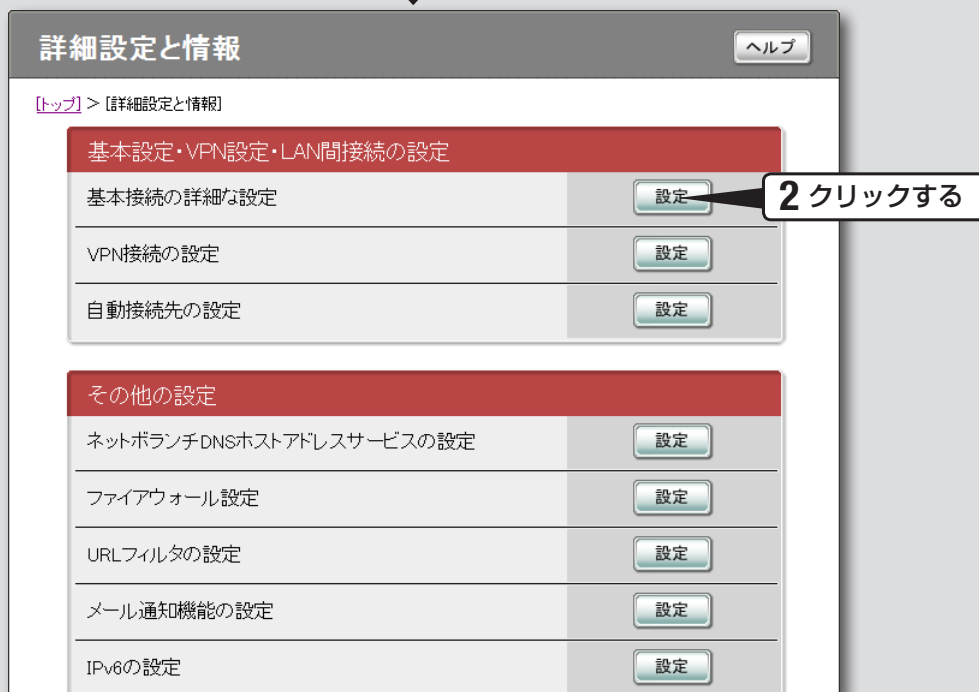 詳細設定と情報
ヘルプ
[トップ] > [詳細設定と情報]
基本設定・VPN設定・LAN間接続の設定
基本接続の詳細な設定
設定
2 クリックする
VPN接続の設定
設定
自動接続先の設定
設定
その他の設定
ネットボランチDNSホストアドレスサービスの設定
設定
ファイアウォール設定
設定
URLフィルタの設定
設定
メール通知機能の設定
設定
IPv6の設定
設定